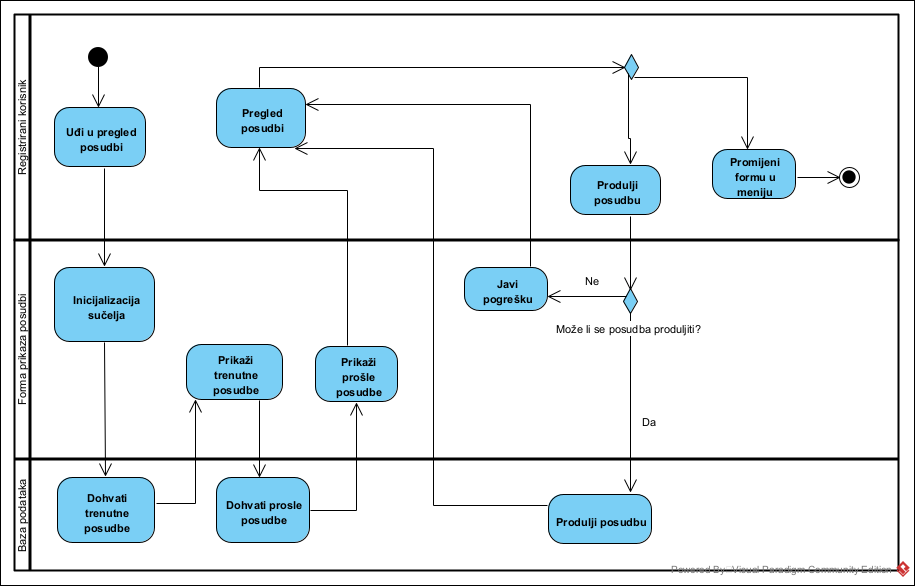 Registrirani korisnik
Uđi u pregled
posudbi
Pregled
posudbi
Produlji
posudbu
Promijeni
formu u
meniju
Forma prikaza posudbi
Inicijalizacija
sučelja
Prikaži
trenutne
posudbe
Prikaži
prošle
posudbe
Javi
pogrešku
Ne
Može li se posudba produljiti?
Da
Baza podataka
Dohvati
trenutne
posudbe
Dohvati prosle
posudbe
Produlji posudbu
Powered By: Visual Paradigm Community Edition